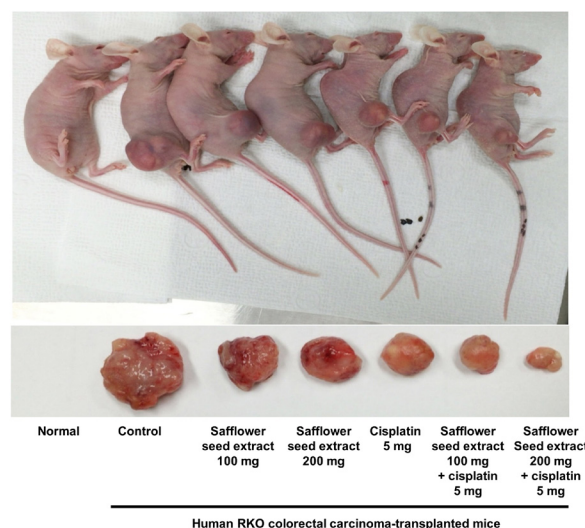 Normal
Control
Safflower
seed extract
100 mg
Safflower
seed extract
200 mg
Cisplatin
5 mg
Safflower
seed extract
100 mg
+ cisplatin
5 mg
Safflower
Seed extract
200 mg
+ cisplatin
5 mg
Human RKO colorectal carcinoma-transplanted mice